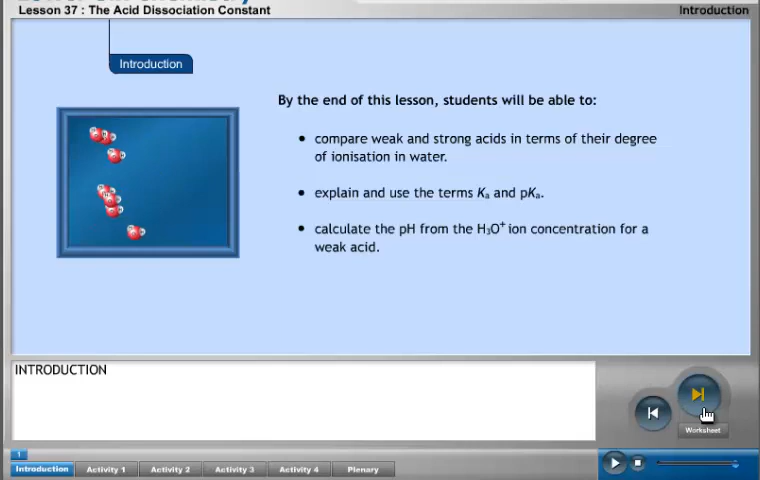 Lesson 37 : The Acid Dissociation Constant
Introduction
Introduction
By the end of this lesson, students will be able to:
• compare weak and strong acids in terms of their degree
of ionisation in water.
• explain and use the terms Ka and pKa.
• calculate the pH from the H₃O⁺ ion concentration for a
weak acid.
INTRODUCTION
Worksheet
1
Introduction Activity 1 Activity 2 Activity 3 Activity 4 Plenary